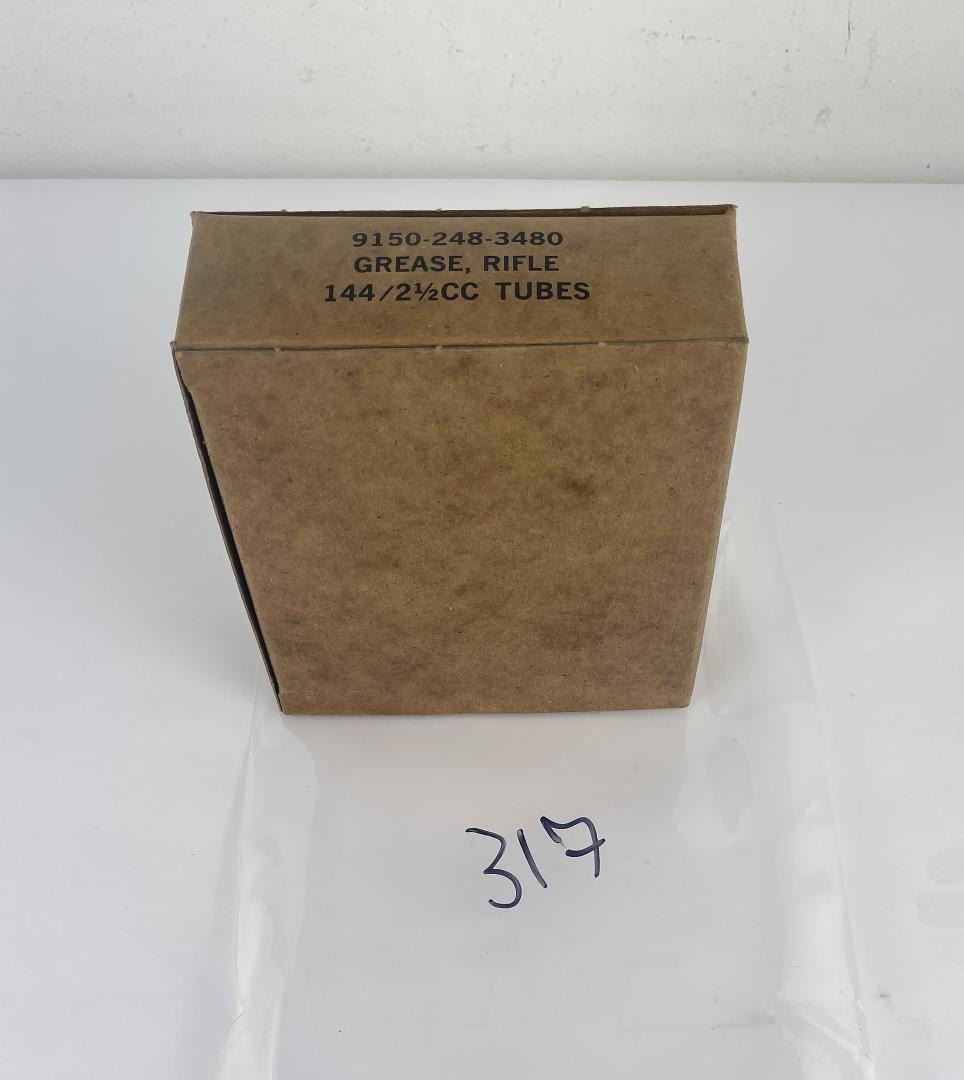 9150-248-3480
GREASE, RIFLE
144/2½CC TUBES
317